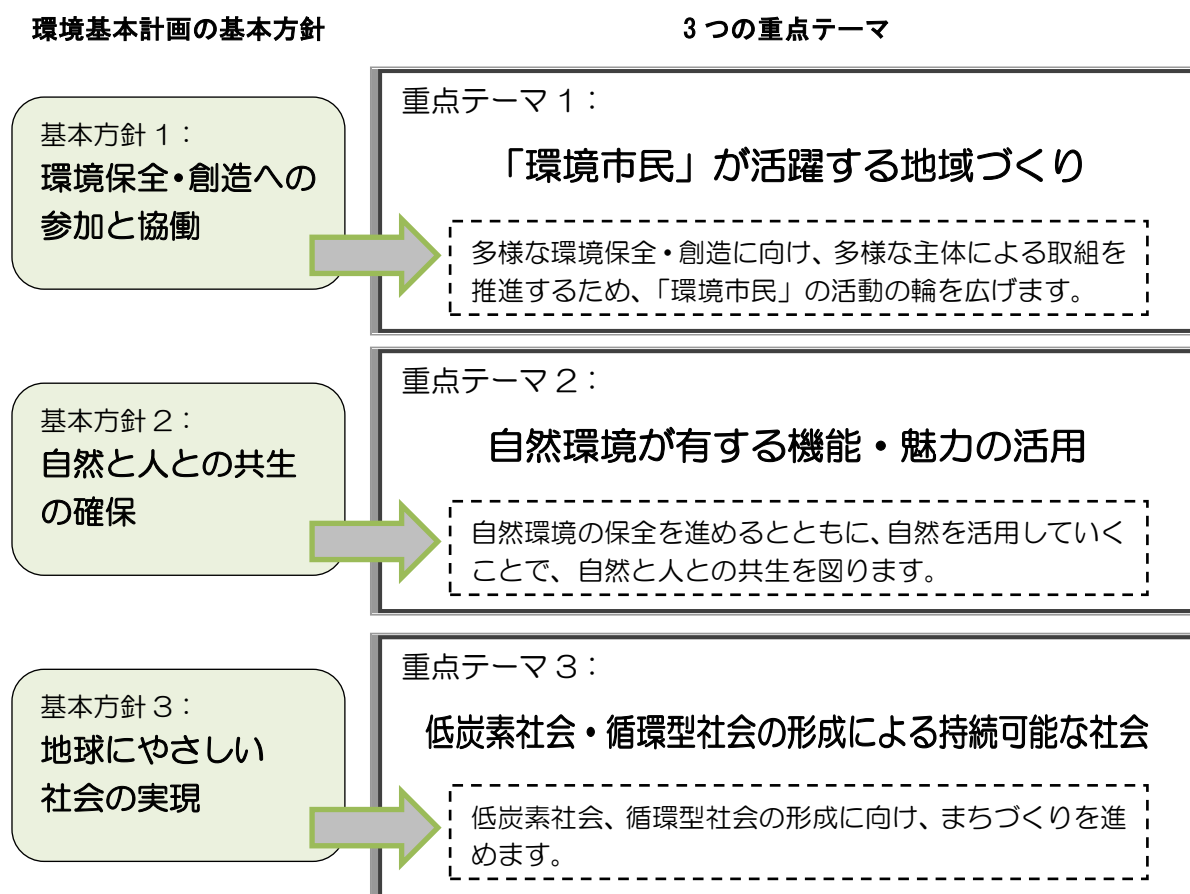 環境基本計画の基本方針
3つの重点テーマ
基本方針1：
環境保全・創造への
参加と協働
重点テーマ1：
「環境市民」が活躍する地域づくり
多様な環境保全・創造に向け、多様な主体による取組を
推進するため、「環境市民」の活動の輪を広げます。
基本方針2：
自然と人との共生
の確保
重点テーマ2：
自然環境が有する機能・魅力の活用
自然環境の保全を進めるとともに、自然を活用していく
ことで、自然と人との共生を図ります。
基本方針3：
地球にやさしい
社会の実現
重点テーマ3：
低炭素社会・循環型社会の形成による持続可能な社会
低炭素社会、循環型社会の形成に向け、まちづくりを進
めます。